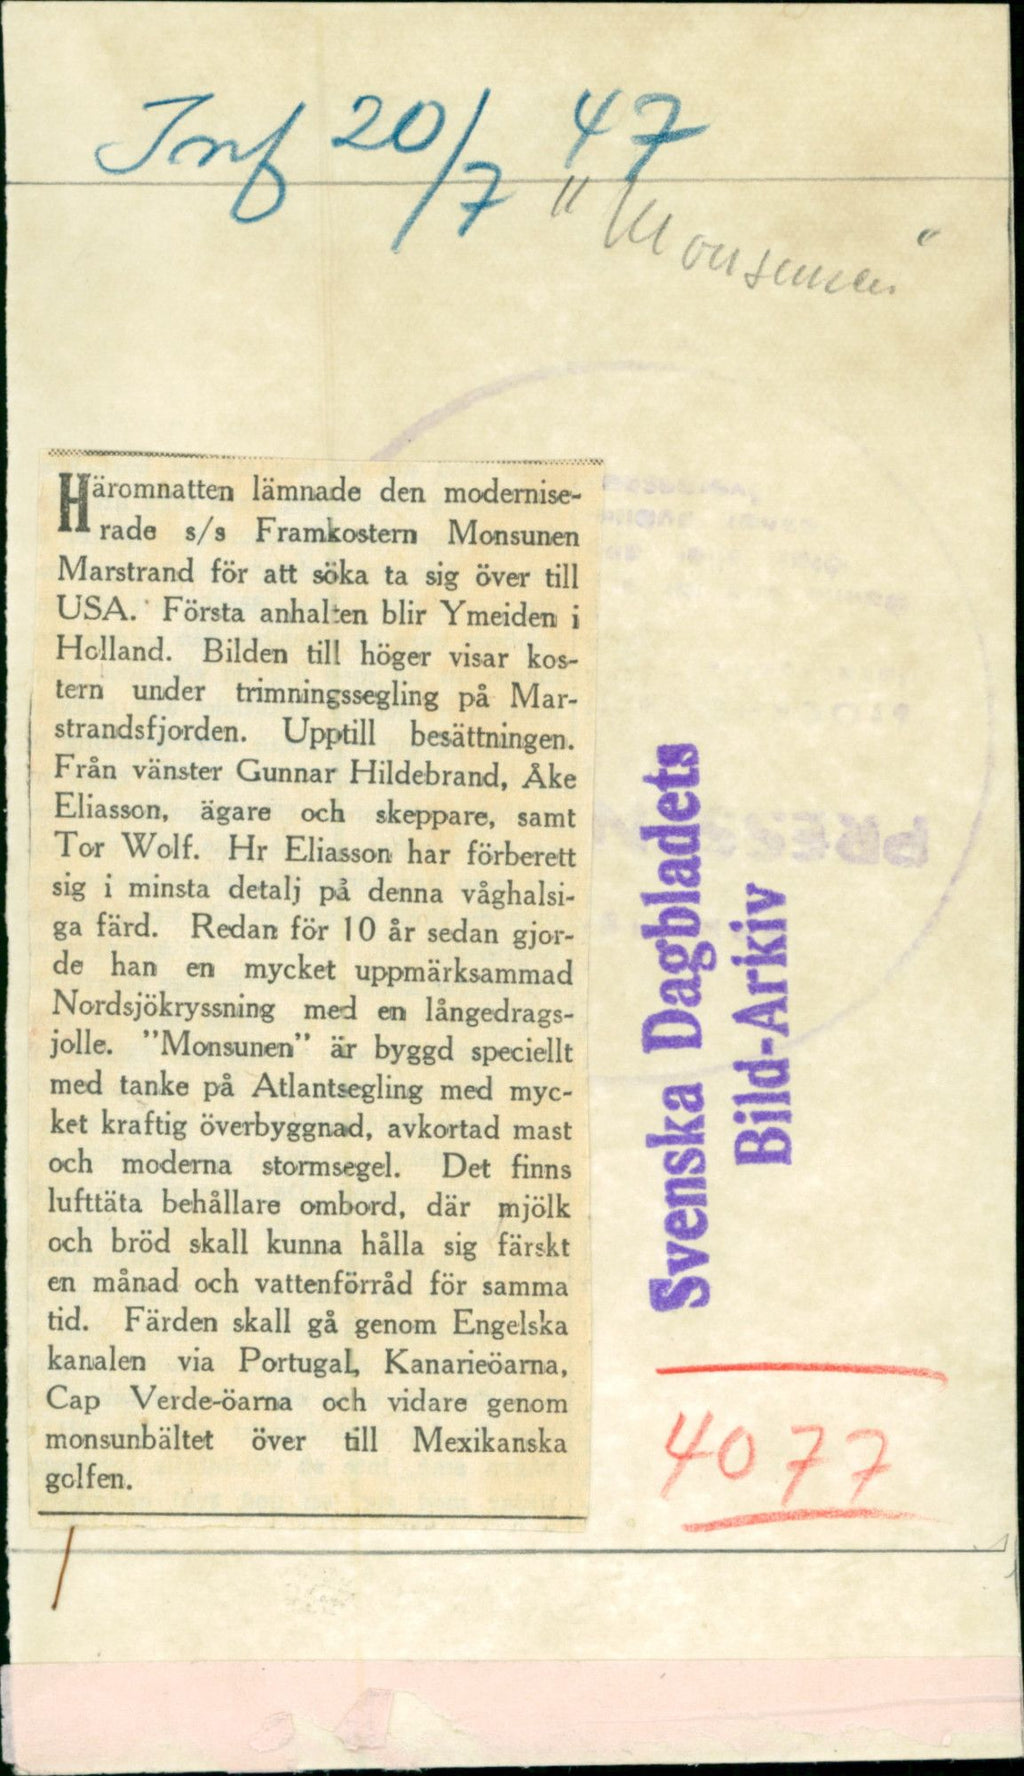 Inf 20/7 47
"Monsunen"
Häromnatten lämnade den modernise-
rade s/s Framkostern Monsunen
Marstrand för att söka ta sig över till
USA. Första anhalten blir Ymeiden i
Holland. Bilden till höger visar kos-
tern under trimningssegling på Mar-
strandsfjorden. Upptill besättningen.
Från vänster Gunnar Hildebrand, Åke
Eliasson, ägare och skeppare, samt
Tor Wolf. Hr Eliasson har förberett
sig i minsta detalj på denna våghalsi-
ga färd. Redan för 10 år sedan gjor-
de han en mycket uppmärksammad
Nordsjökryssning med en långedrags-
jolle. "Monsunen" är byggd speciellt
med tanke på Atlantsegling med myc-
ket kraftig överbyggnad, avkortad mast
och moderna stormsegel. Det finns
lufttäta behållare ombord, där mjölk
och bröd skall kunna hålla sig färskt
en månad och vattenförråd för samma
tid. Färden skall gå genom Engelska
kanalen via Portugal, Kanarieöarna,
Cap Verde-öarna och vidare genom
monsunbältet över till Mexikanska
golfen.
Svenska Dagbladets
Bild-Arkiv
4077